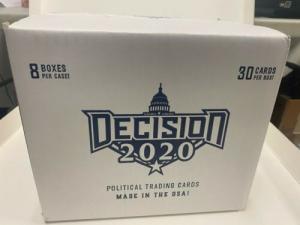 8 BOXES
PER CASE!
30 CARDS
PER BOX!
DECISION
2020
POLITICAL TRADING CARDS
MADE IN THE USA!